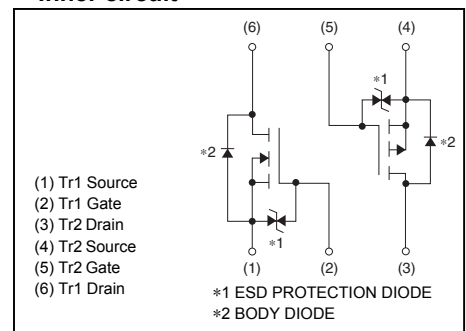 Inner circuit
(6) (5) (4)
∗1
∗2 ∗2
(1) Tr1 Source
(2) Tr1 Gate
(3) Tr2 Drain
(4) Tr2 Source
(5) Tr2 Gate
(6) Tr1 Drain
∗1
(1) (2) (3)
∗1 ESD PROTECTION DIODE
∗2 BODY DIODE